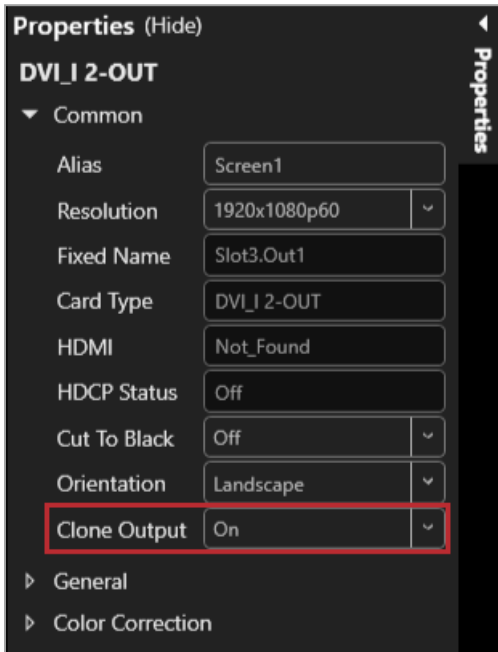 Properties (Hide)
Properties
DVI_I 2-OUT
Common
Alias Screen1
Resolution 1920x1080p60
Fixed Name Slot3.Out1
Card Type DVI_I 2-OUT
HDMI Not_Found
HDCP Status Off
Cut To Black Off
Orientation Landscape
Clone Output On
General
Color Correction